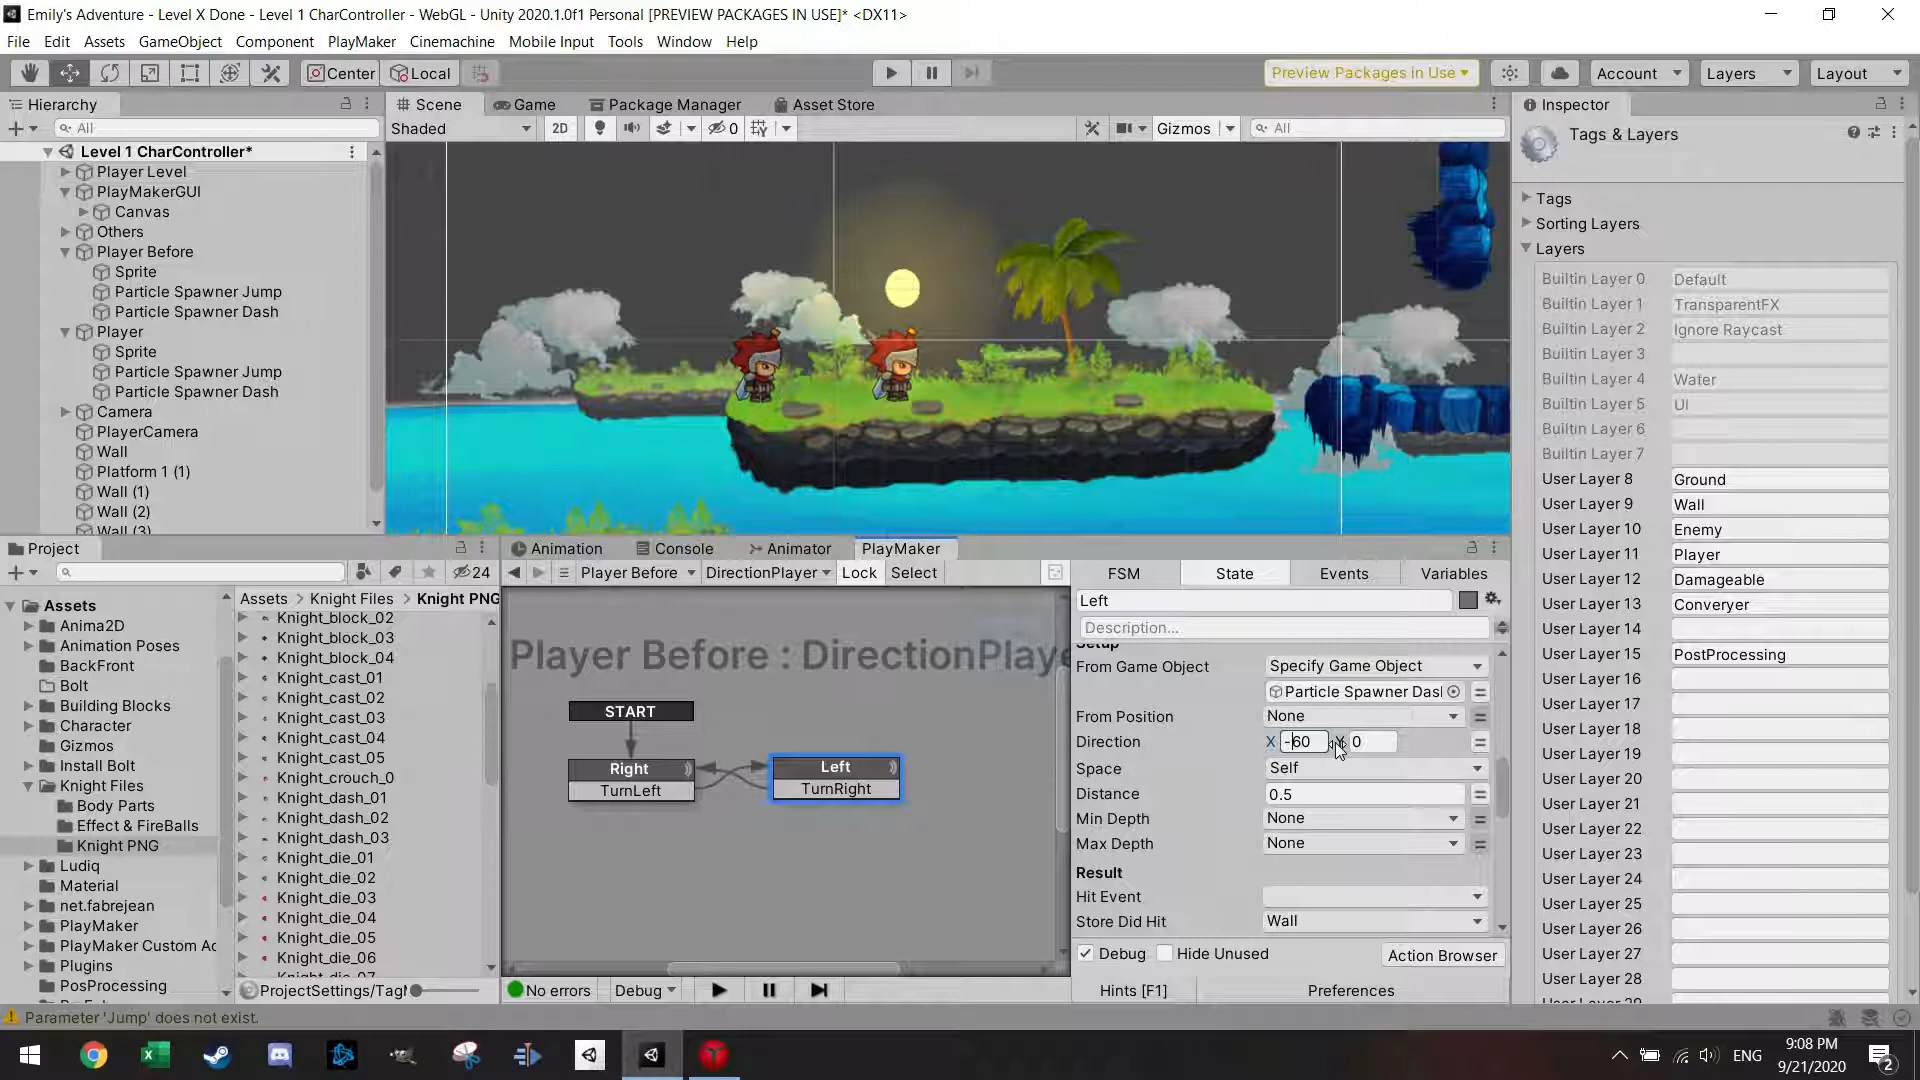 Emily's Adventure - Level X Done - Level 1 CharController - WebGL - Unity 2020.1.0f1 Personal [PREVIEW PACKAGES IN USE]* <DX11>
File Edit Assets GameObject Component PlayMaker Cinemachine Mobile Input Tools Window Help
Center Local Preview Packages in Use Account Layers Layout
Hierarchy
All
Level 1 CharController*
Player Level
PlayMakerGUI
Canvas
Others
Player Before
Sprite
Particle Spawner Jump
Particle Spawner Dash
Player
Sprite
Particle Spawner Jump
Particle Spawner Dash
Camera
PlayerCamera
Wall
Platform 1 (1)
Wall (1)
Wall (2)
Wall (3)
Scene Game Package Manager Asset Store
Shaded 2D 0 Gizmos All
Inspector
Tags & Layers
Tags
Sorting Layers
Layers
Builtin Layer 0 Default
Builtin Layer 1 TransparentFX
Builtin Layer 2 Ignore Raycast
Builtin Layer 3
Builtin Layer 4 Water
Builtin Layer 5 UI
Builtin Layer 6
Builtin Layer 7
User Layer 8 Ground
User Layer 9 Wall
User Layer 10 Enemy
User Layer 11 Player
User Layer 12 Damageable
User Layer 13 Converyer
User Layer 14
User Layer 15 PostProcessing
User Layer 16
User Layer 17
User Layer 18
User Layer 19
User Layer 20
User Layer 21
User Layer 22
User Layer 23
User Layer 24
User Layer 25
User Layer 26
User Layer 27
User Layer 28
Project
24
Assets
Anima2D
Animation Poses
BackFront
Bolt
Building Blocks
Character
Gizmos
Install Bolt
Knight Files
Body Parts
Effect & FireBalls
Knight PNG
Ludiq
Material
net.fabrejean
PlayMaker
PlayMaker Custom Ac
Plugins
PosProcessing
Assets > Knight Files > Knight PNG
Knight_block_02
Knight_block_03
Knight_block_04
Knight_cast_01
Knight_cast_02
Knight_cast_03
Knight_cast_04
Knight_cast_05
Knight_crouch_0
Knight_dash_01
Knight_dash_02
Knight_dash_03
Knight_die_01
Knight_die_02
Knight_die_03
Knight_die_04
Knight_die_05
Knight_die_06
Knight_die_07
ProjectSettings/TagM
Animation Console Animator PlayMaker
Player Before DirectionPlayer Lock Select
Player Before : DirectionPlaye
START
Right
TurnLeft
Left
TurnRight
No errors Debug
FSM State Events Variables
Left
Description...
Setup
From Game Object Specify Game Object
Particle Spawner Dasl
From Position None
Direction X -60 Y 0
Space Self
Distance 0.5
Min Depth None
Max Depth None
Result
Hit Event
Store Did Hit Wall
Debug Hide Unused Action Browser
Hints [F1] Preferences
Parameter 'Jump' does not exist.
ENG
9:08 PM
9/21/2020
2